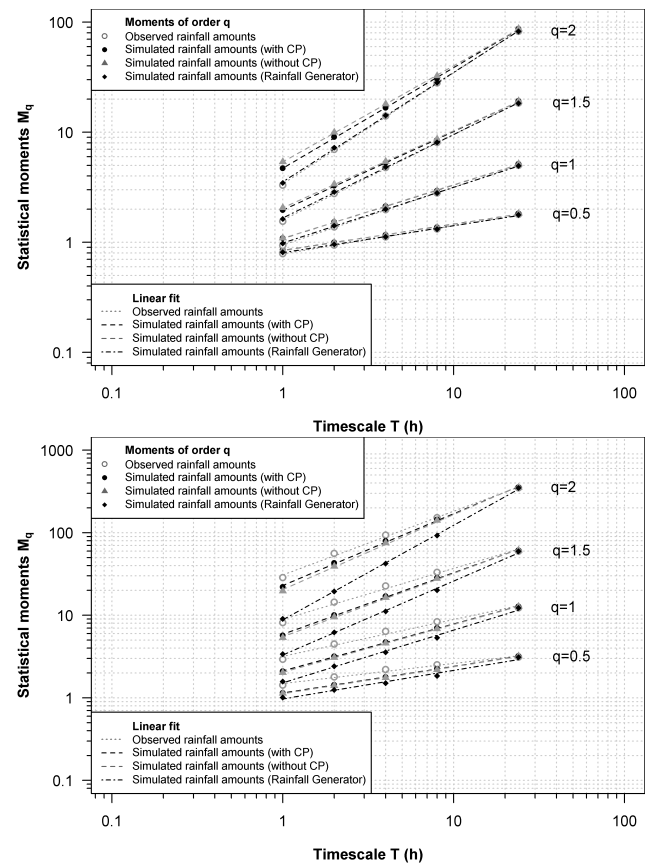 Moments of order q
Observed rainfall amounts
Simulated rainfall amounts (with CP)
Simulated rainfall amounts (without CP)
Simulated rainfall amounts (Rainfall Generator)
100
10
1
0.1
Statistical moments Mq
q=2
q=1.5
q=1
q=0.5
Linear fit
Observed rainfall amounts
Simulated rainfall amounts (with CP)
Simulated rainfall amounts (without CP)
Simulated rainfall amounts (Rainfall Generator)
0.1 1 10 100
Timescale T (h)
Moments of order q
Observed rainfall amounts
Simulated rainfall amounts (with CP)
Simulated rainfall amounts (without CP)
Simulated rainfall amounts (Rainfall Generator)
1000
100
10
1
0.1
Statistical moments Mq
q=2
q=1.5
q=1
q=0.5
Linear fit
Observed rainfall amounts
Simulated rainfall amounts (with CP)
Simulated rainfall amounts (without CP)
Simulated rainfall amounts (Rainfall Generator)
0.1 1 10 100
Timescale T (h)